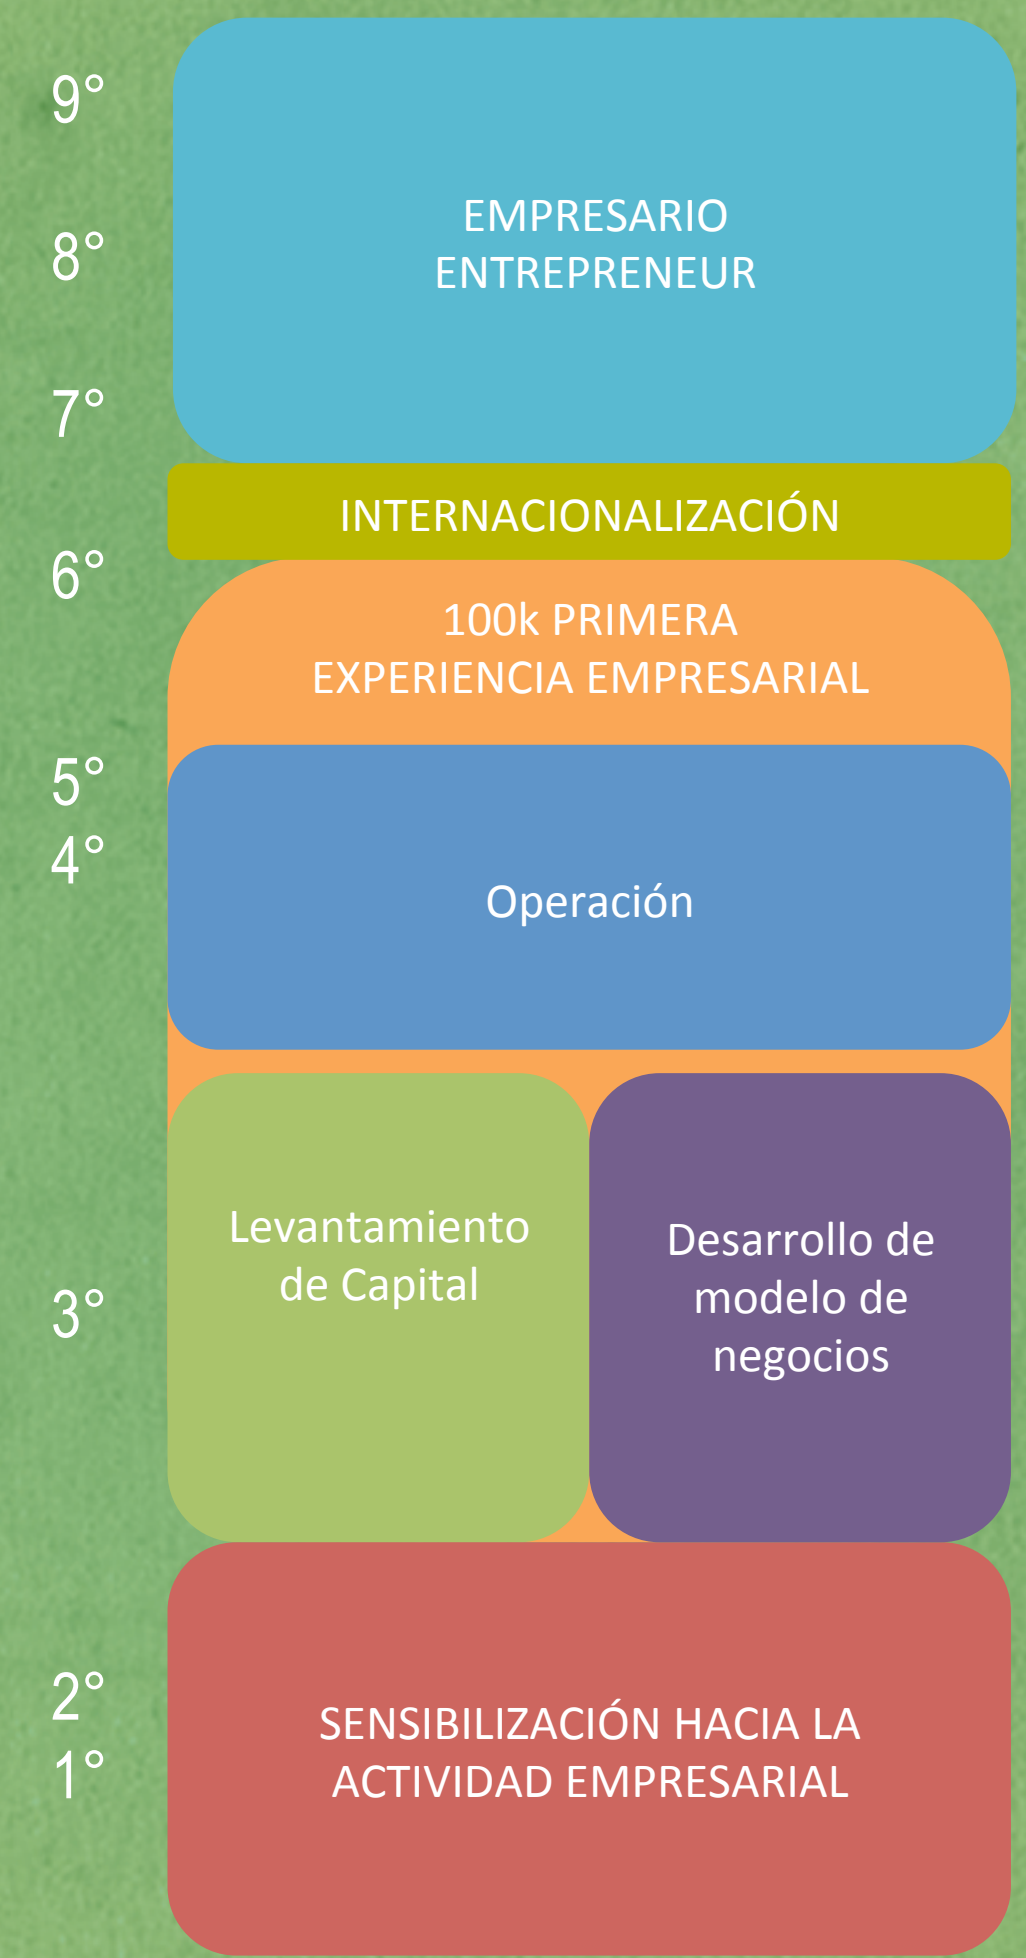 9°
8°
7°
EMPRESARIO
ENTREPRENEUR
INTERNACIONALIZACIÓN
6°
100k PRIMERA
EXPERIENCIA EMPRESARIAL
5°
4°
Operación
3°
Levantamiento
de Capital
Desarrollo de
modelo de
negocios
2°
1°
SENSIBILIZACIÓN HACIA LA
ACTIVIDAD EMPRESARIAL